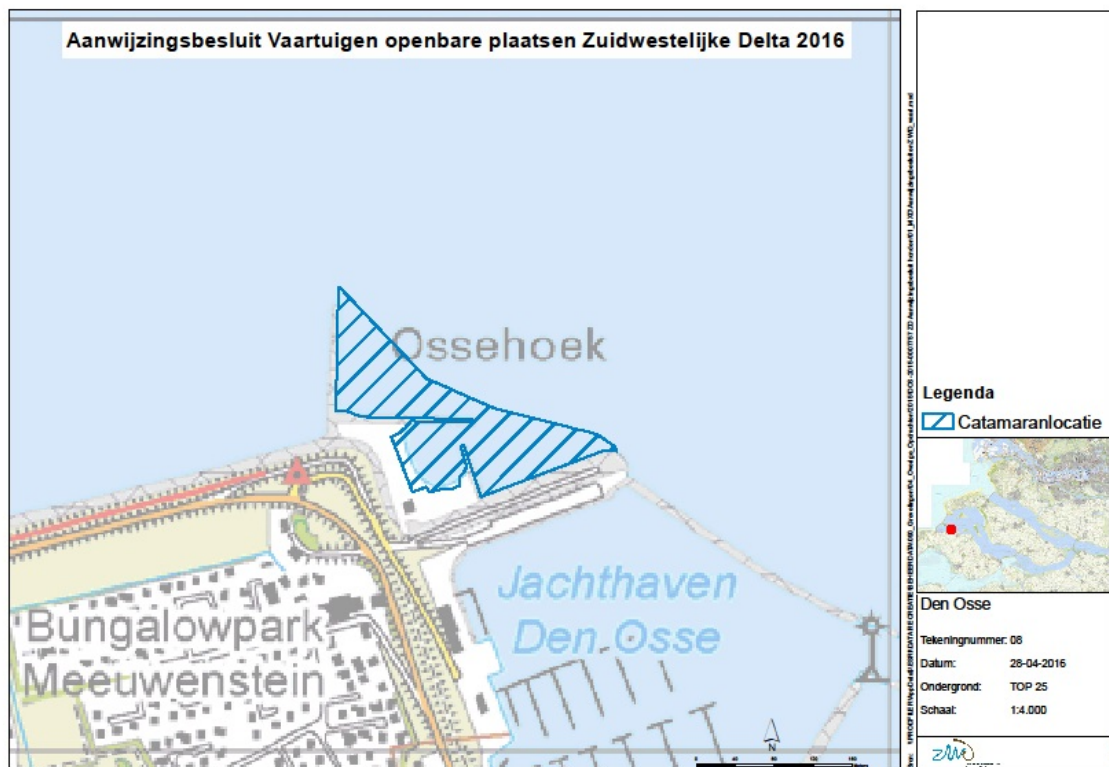 Aanwijzingsbesluit Vaartuigen openbare plaatsen Zuidwestelijke Delta 2016
Ossehoek
Jachthaven
Den Osse
Bungalowpark
Meeuwenstein
N
Legenda
Catamaranlocatie
Den Osse
Tekeningnummer: 08
Datum: 28-04-2016
Ondergrond: TOP 25
Schaal: 1:4.000